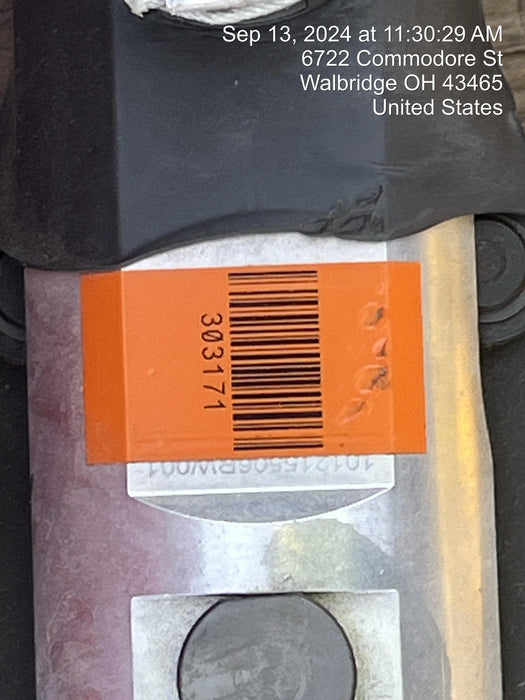 Sep 13, 2024 at 11:30:29 AM
6722 Commodore St
Walbridge OH 43465
United States
303171